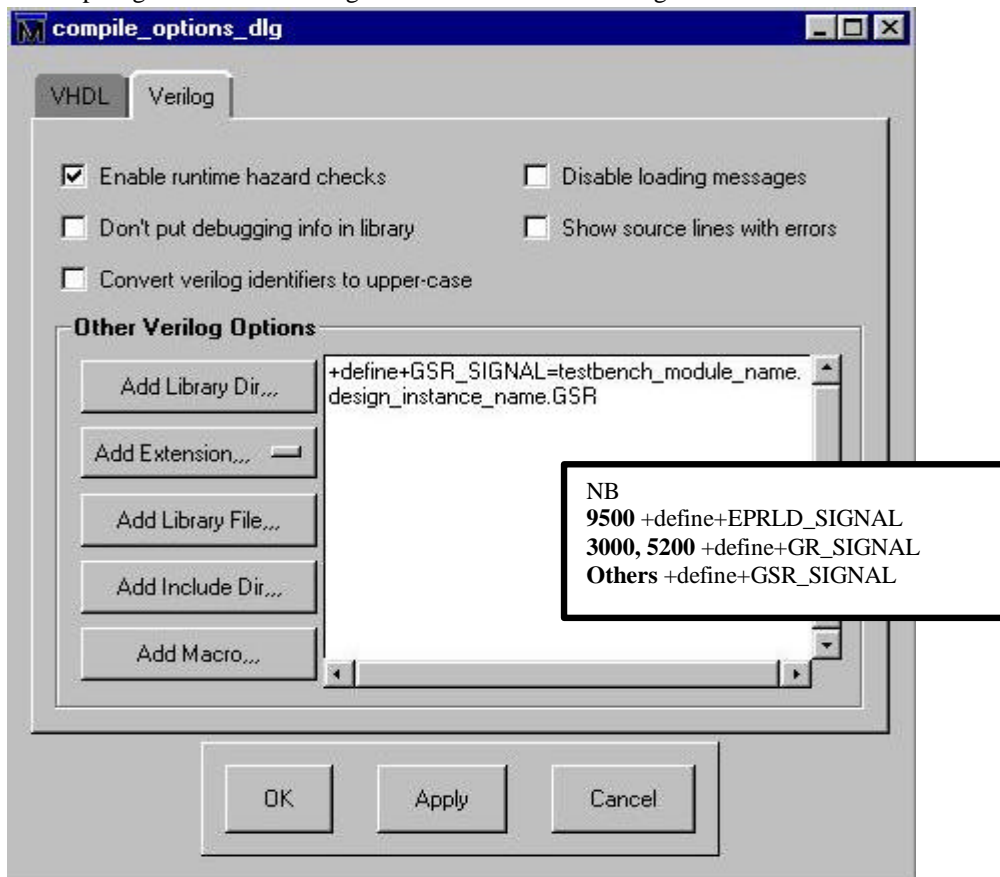 compile_options_dlg
VHDL Verilog
Enable runtime hazard checks
Disable loading messages
Don't put debugging info in library
Show source lines with errors
Convert verilog identifiers to upper-case
Other Verilog Options
Add Library Dir,,,
+define+GSR_SIGNAL=testbench_module_name.
design_instance_name.GSR
Add Extension,,,
Add Library File,,,
Add Include Dir,,,
Add Macro,,,
NB
9500 +define+EPRLD_SIGNAL
3000, 5200 +define+GR_SIGNAL
Others +define+GSR_SIGNAL
OK Apply Cancel